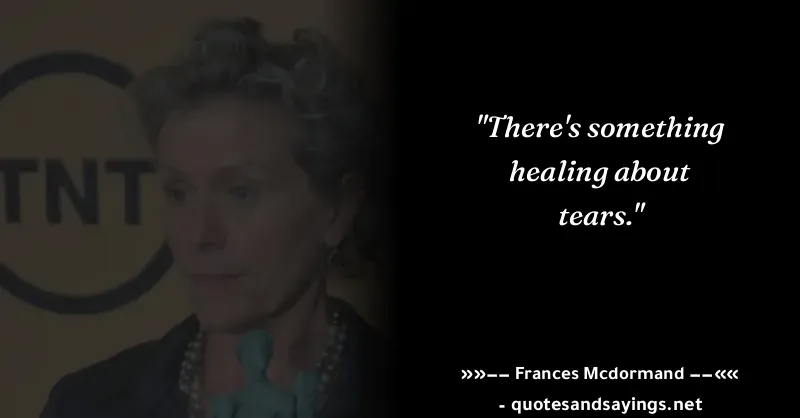 TNT
"There's something
healing about
tears."
»»–– Frances Mcdormand ––««
- quotesandsayings.net